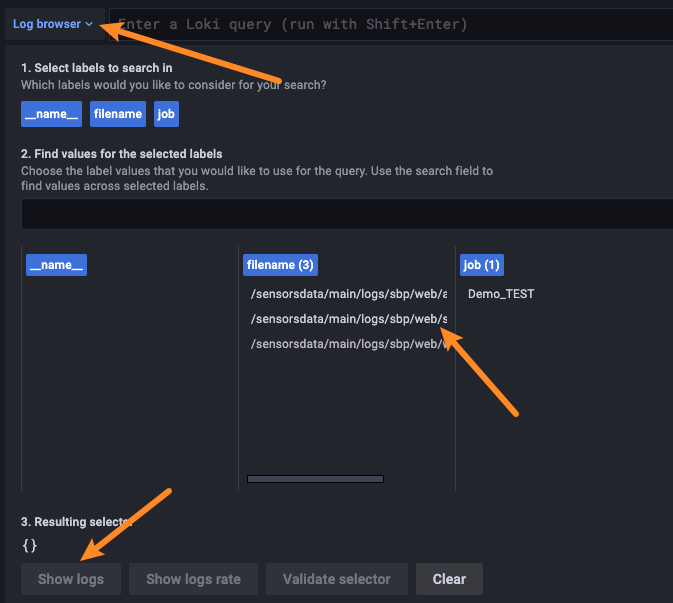 Log browser
Enter a Loki query (run with Shift+Enter)
1. Select labels to search in
Which labels would you like to consider for your search?
__name__ filename job
2. Find values for the selected labels
Choose the label values that you would like to use for the query. Use the search field to
find values across selected labels.
__name__ filename (3) job (1)
/sensorsdata/main/logs/sbp/web/a Demo_TEST
/sensorsdata/main/logs/sbp/web/s
/sensorsdata/main/logs/sbp/web/w
3. Resulting selector
{}
Show logs Show logs rate Validate selector Clear